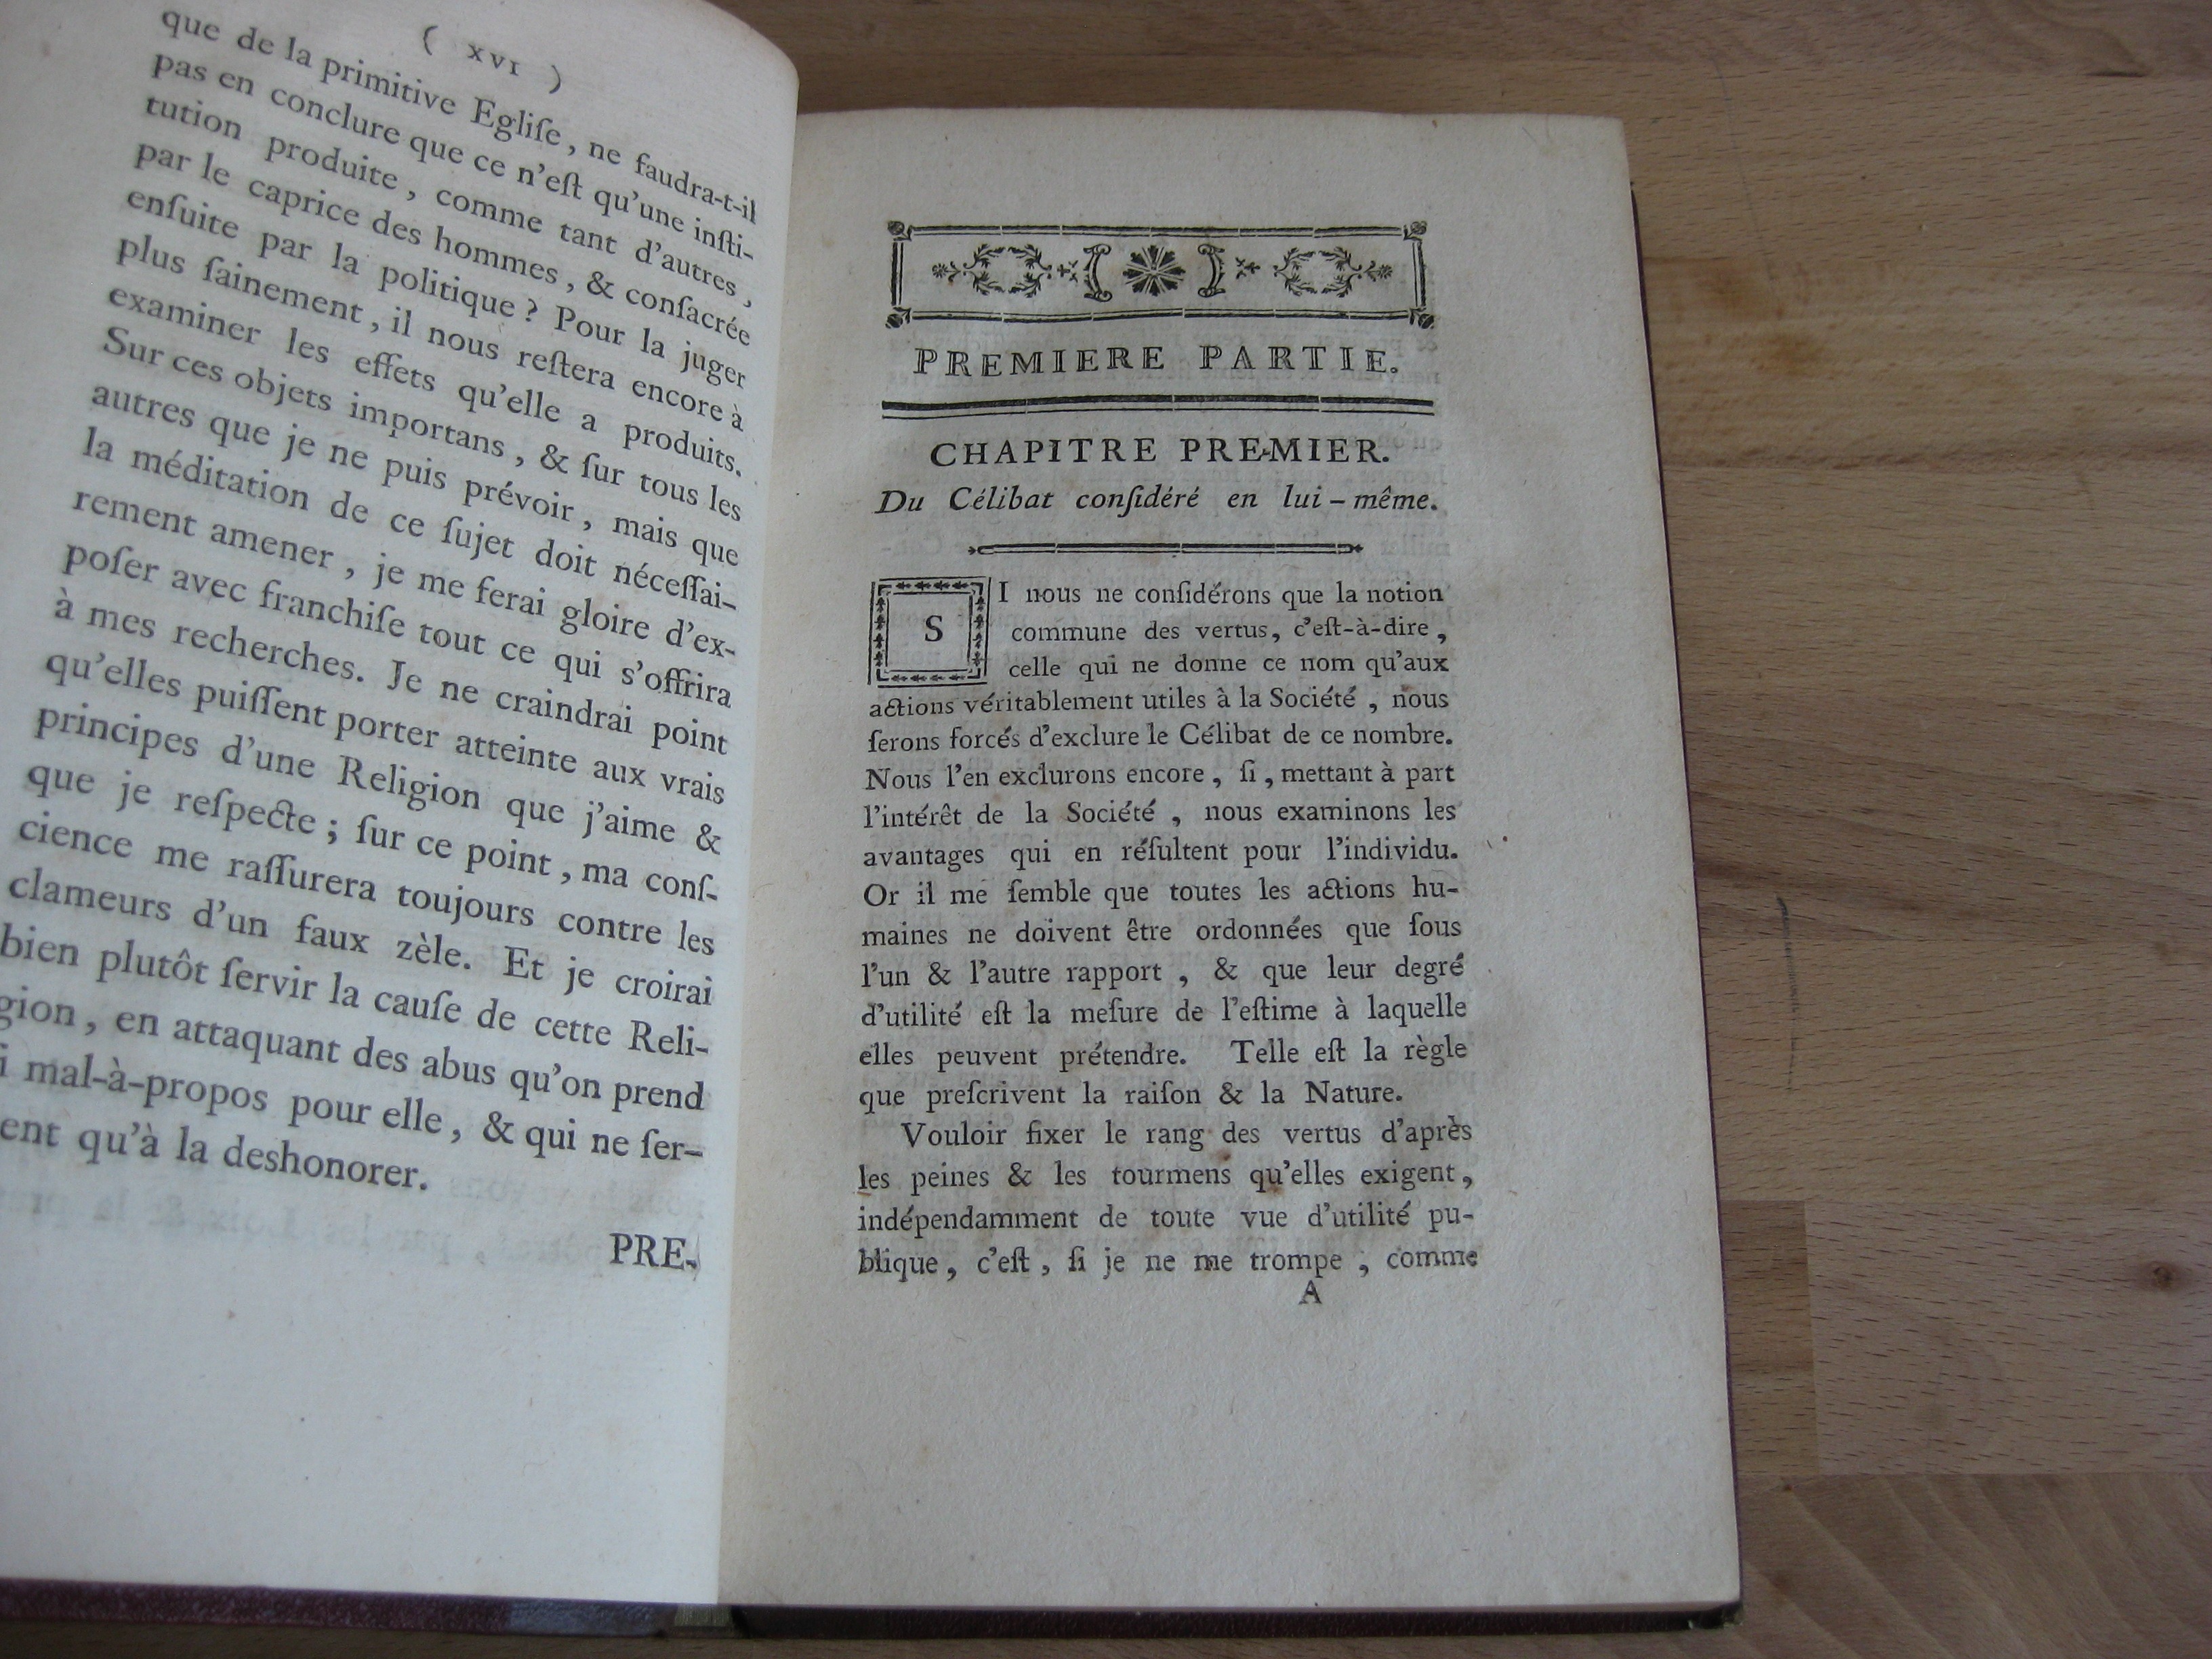 ( xvı )
que de la primitive Egliſe, ne faudra-t-il
pas en conclure que ce n'eſt qu'une inſti-
tution produite, comme tant d'autres,
par le caprice des hommes, & conſacrée
enſuite par la politique ? Pour la juger
plus ſainement, il nous reſtera encore à
examiner les effets qu'elle a produits.
Sur ces objets importans, & ſur tous les
autres que je ne puis prévoir, mais que
la méditation de ce ſujet doit néceſſai-
rement amener, je me ferai gloire d'ex-
poſer avec franchiſe tout ce qui s'offrira
à mes recherches. Je ne craindrai point
qu'elles puiſſent porter atteinte aux vrais
principes d'une Religion que j'aime &
que je reſpecte ; ſur ce point, ma conſ-
cience me raſſurera toujours contre les
clameurs d'un faux zèle. Et je croirai
bien plutôt ſervir la cauſe de cette Reli-
gion, en attaquant des abus qu'on prend
i mal-à-propos pour elle, & qui ne ſer-
ent qu'à la deshonorer.
PRE-
PREMIERE PARTIE.
CHAPITRE PREMIER.
Du Célibat conſidéré en lui-même.
SI nous ne conſidérons que la notion
commune des vertus, c'eſt-à-dire,
celle qui ne donne ce nom qu'aux
actions véritablement utiles à la Société, nous
ſerons forcés d'exclure le Célibat de ce nombre.
Nous l'en exclurons encore, ſi, mettant à part
l'intérêt de la Société, nous examinons les
avantages qui en réſultent pour l'individu.
Or il me ſemble que toutes les actions hu-
maines ne doivent être ordonnées que ſous
l'un & l'autre rapport, & que leur degré
d'utilité eſt la meſure de l'eſtime à laquelle
elles peuvent prétendre. Telle eſt la règle
que preſcrivent la raiſon & la Nature.
Vouloir fixer le rang des vertus d'après
les peines & les tourmens qu'elles exigent,
indépendamment de toute vue d'utilité pu-
blique, c'eſt, ſi je ne me trompe, comme
A